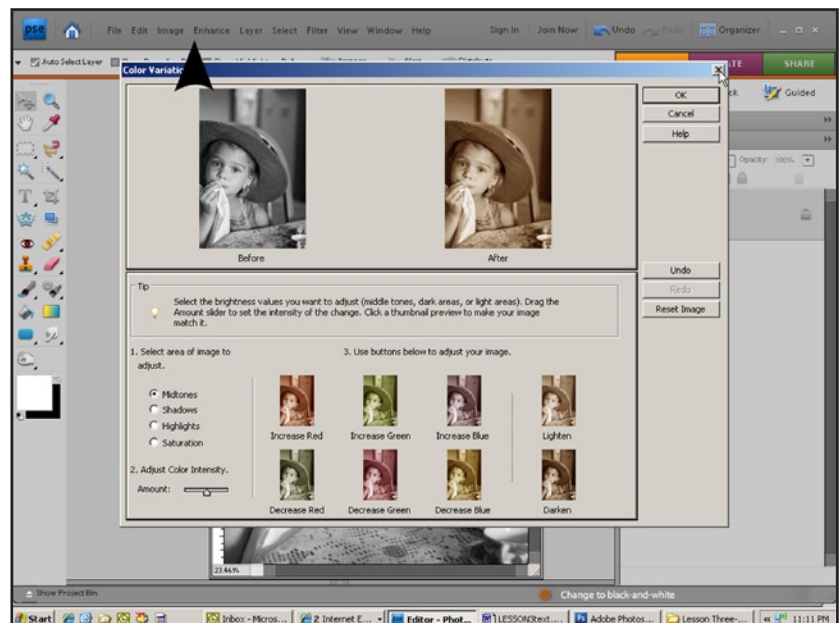 pse File Edit Image Enhance Layer Select Filter View Window Help Sign In Join Now Undo Redo Organizer
Auto Select Layer
SHARE
Color Variatio
Guided
OK
Cancel
Help
Opacity: 100%
Before After
Undo
Redo
Reset Image
Tip
Select the brightness values you want to adjust (middle tones, dark areas, or light areas). Drag the
Amount slider to set the intensity of the change. Click a thumbnail preview to make your image
match it.
1. Select area of image to
adjust.
3. Use buttons below to adjust your image.
Midtones
Shadows
Highlights
Saturation
Increase Red Increase Green Increase Blue Lighten
2. Adjust Color Intensity.
Amount:
Decrease Red Decrease Green Decrease Blue Darken
23.46%
Show Project Bin Change to black-and-white
Start Inbox - Micros... 2 Internet E... Editor - Phot... LESSON3text.... Adobe Photos... Lesson Three-... 11:11 PM